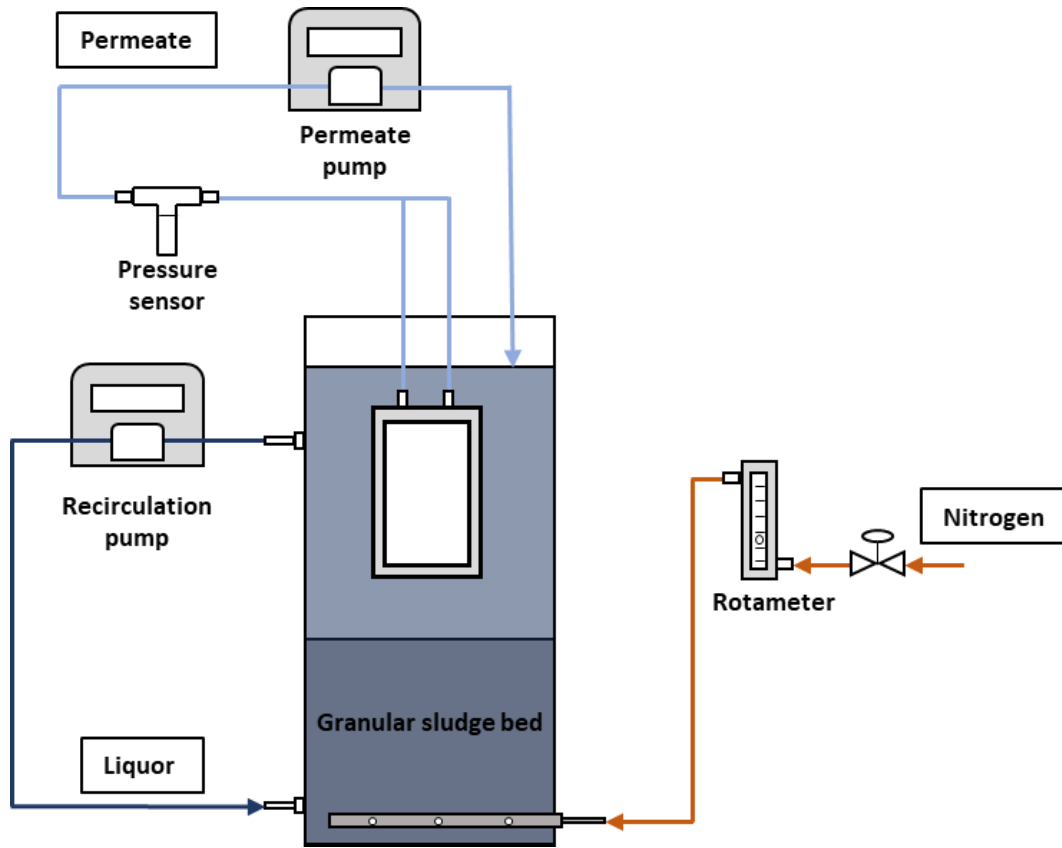 Permeate
Permeate
pump
Pressure
sensor
Recirculation
pump
Nitrogen
Rotameter
Granular sludge bed
Liquor